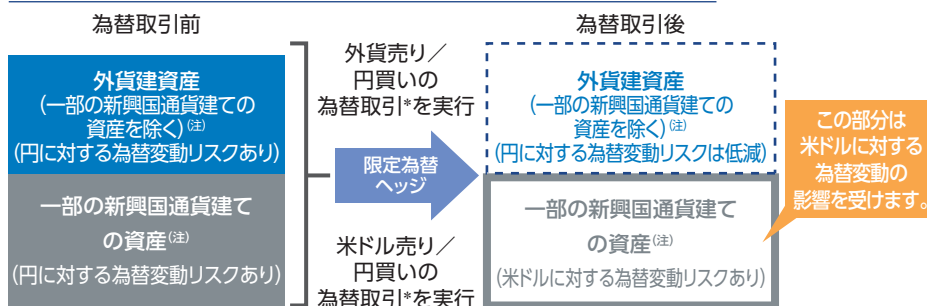 為替取引前
外貨建資産
(一部の新興国通貨建ての
資産を除く)(注)
(円に対する為替変動リスクあり)
一部の新興国通貨建て
の資産(注)
(円に対する為替変動リスクあり)
外貨売り／
円買いの
為替取引*を実行
限定為替
ヘッジ
米ドル売り／
円買いの
為替取引*を実行
為替取引後
外貨建資産
(一部の新興国通貨建ての
資産を除く)(注)
(円に対する為替変動リスクは低減)
一部の新興国通貨建て
の資産(注)
(米ドルに対する為替変動リスクあり)
この部分は
米ドルに対する
為替変動の
影響を受けます。